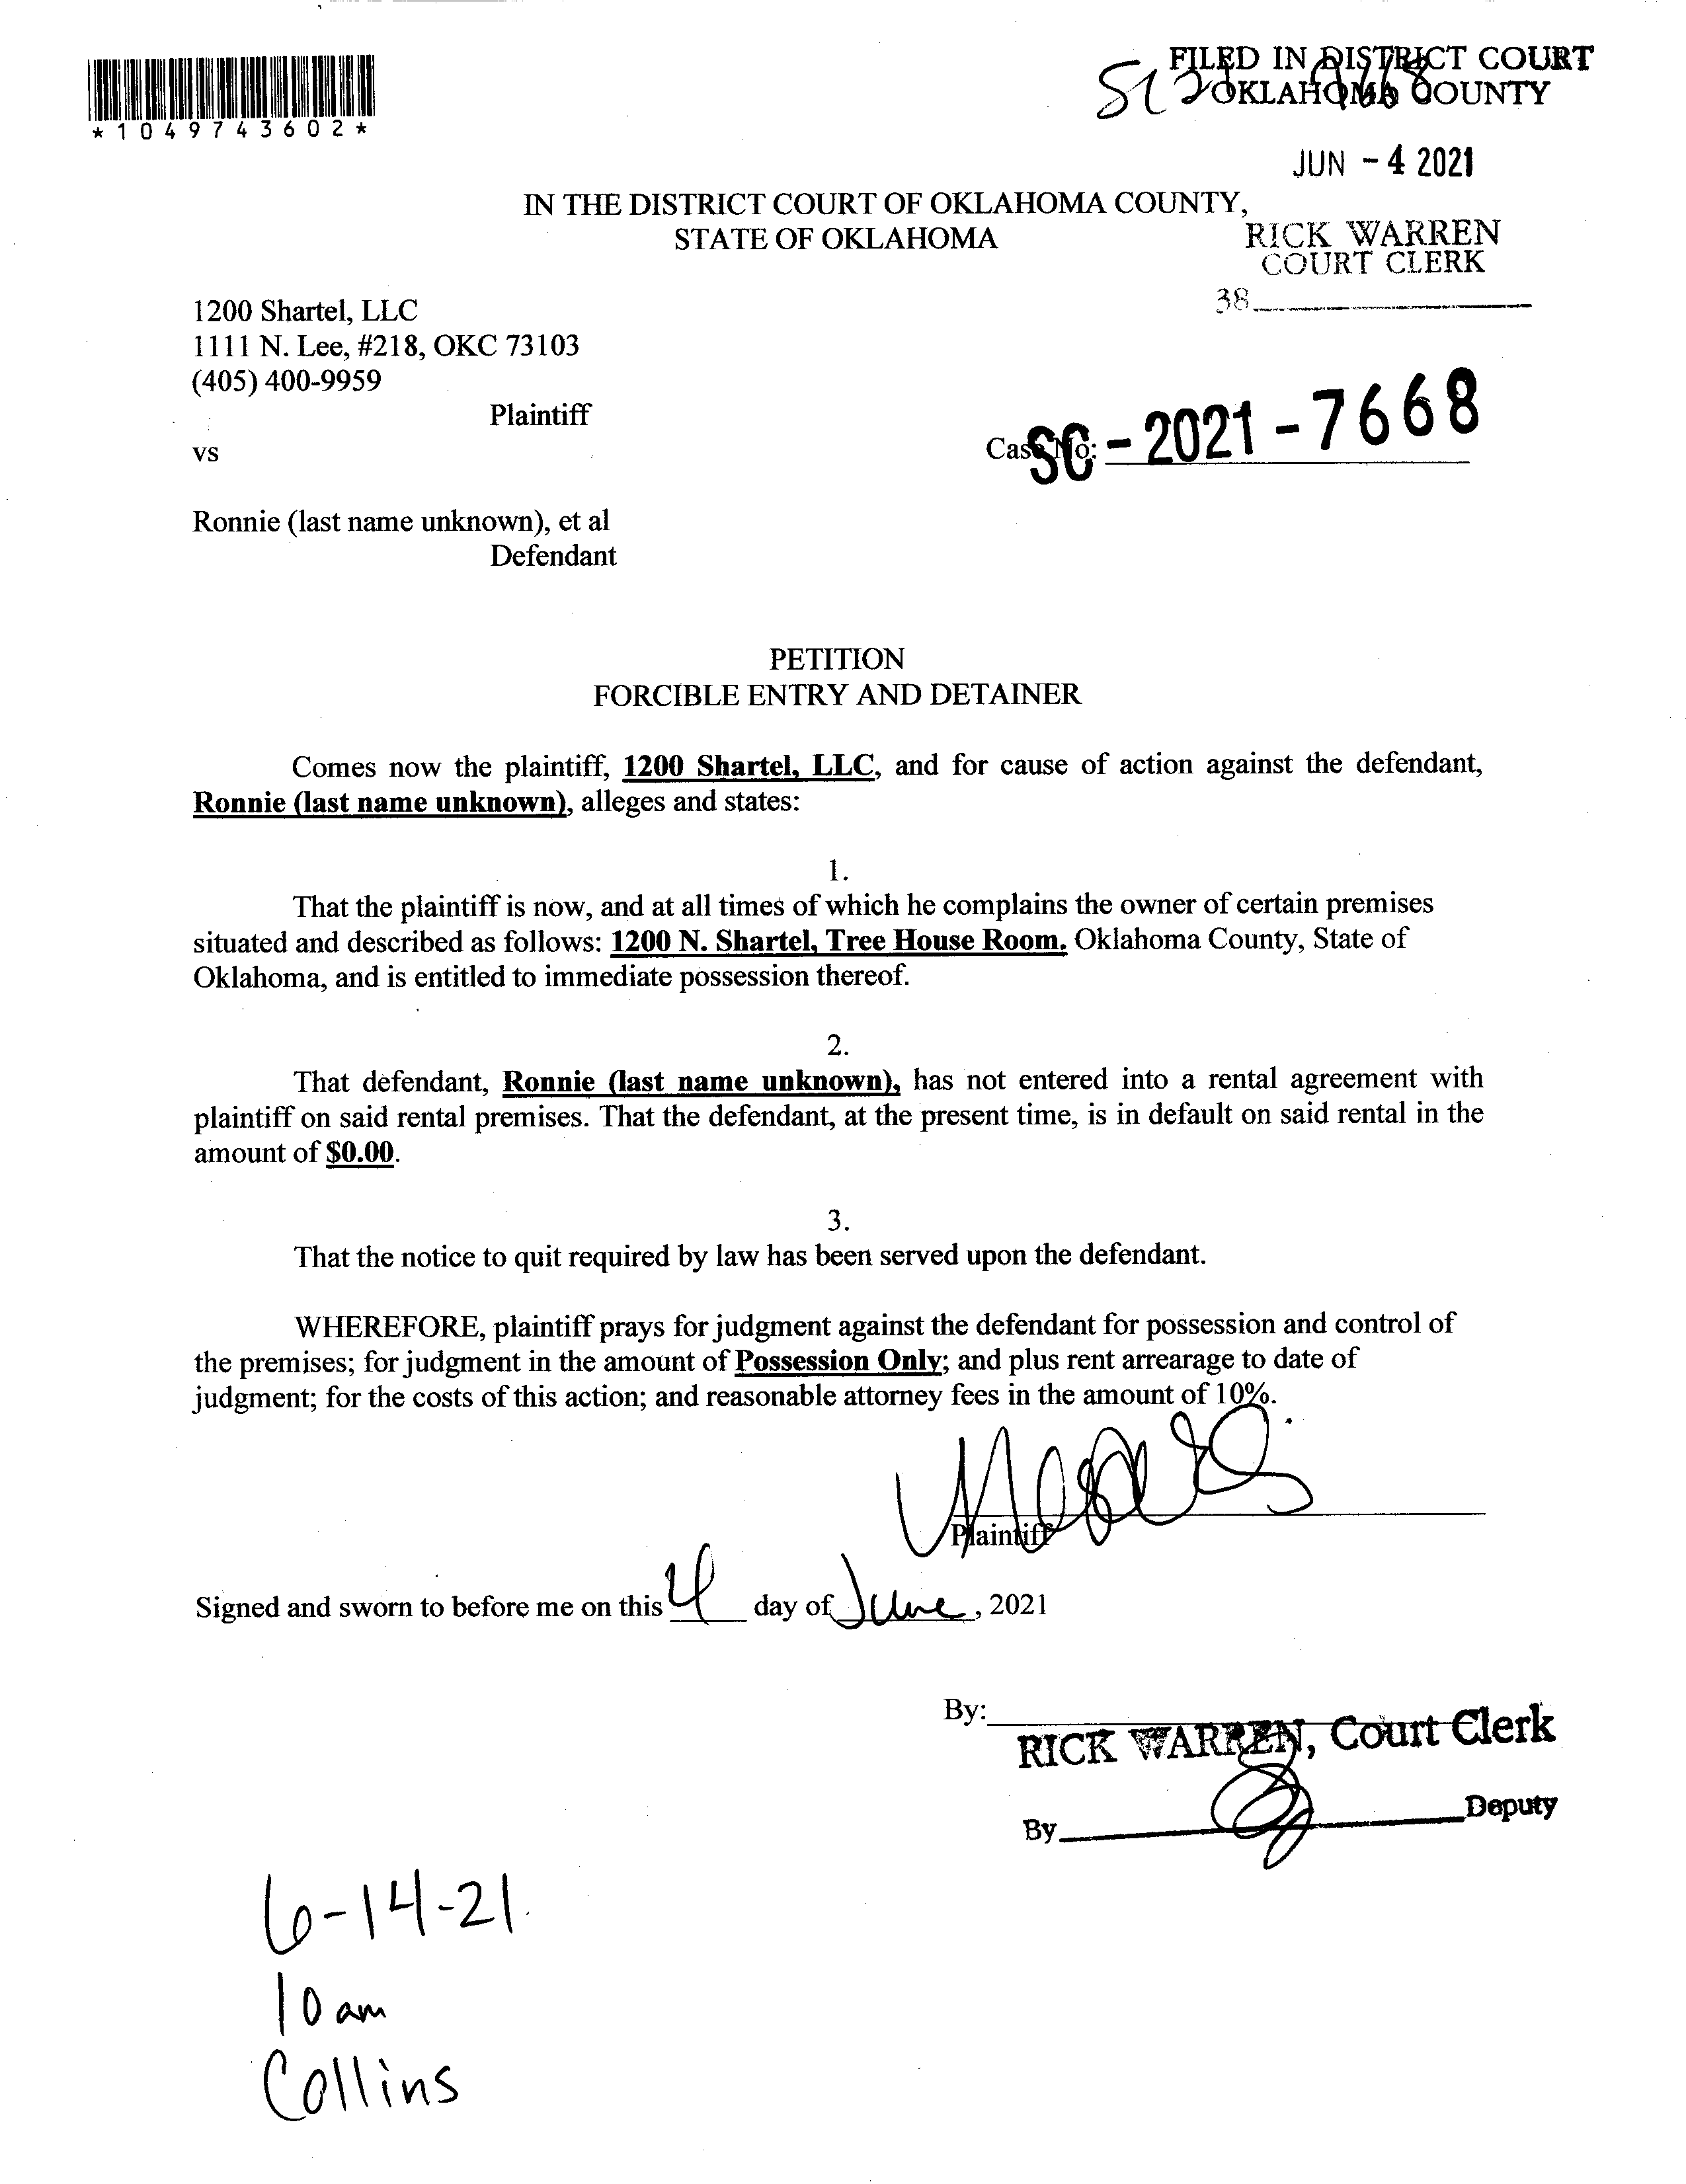 *1049743602*
FILED IN DISTRICT COURT
OKLAHOMA COUNTY
JUN - 4 2021
IN THE DISTRICT COURT OF OKLAHOMA COUNTY,
STATE OF OKLAHOMA
RICK WARREN
COURT CLERK
38
1200 Shartel, LLC
1111 N. Lee, #218, OKC 73103
(405) 400-9959
Plaintiff
vs
Case No: SC-2021-7668
Ronnie (last name unknown), et al
Defendant
PETITION
FORCIBLE ENTRY AND DETAINER
Comes now the plaintiff, 1200 Shartel, LLC, and for cause of action against the defendant,
Ronnie (last name unknown), alleges and states:
1.
That the plaintiff is now, and at all times of which he complains the owner of certain premises
situated and described as follows: 1200 N. Shartel, Tree House Room. Oklahoma County, State of
Oklahoma, and is entitled to immediate possession thereof.
2.
That defendant, Ronnie (last name unknown), has not entered into a rental agreement with
plaintiff on said rental premises. That the defendant, at the present time, is in default on said rental in the
amount of $0.00.
3.
That the notice to quit required by law has been served upon the defendant.
WHEREFORE, plaintiff prays for judgment against the defendant for possession and control of
the premises; for judgment in the amount of Possession Only; and plus rent arrearage to date of
judgment; for the costs of this action; and reasonable attorney fees in the amount of 10%.
Plaintiff
Signed and sworn to before me on this 4 day of June, 2021
By:
RICK WARREN, Court Clerk
By Deputy
6-14-21
10 am
Collins